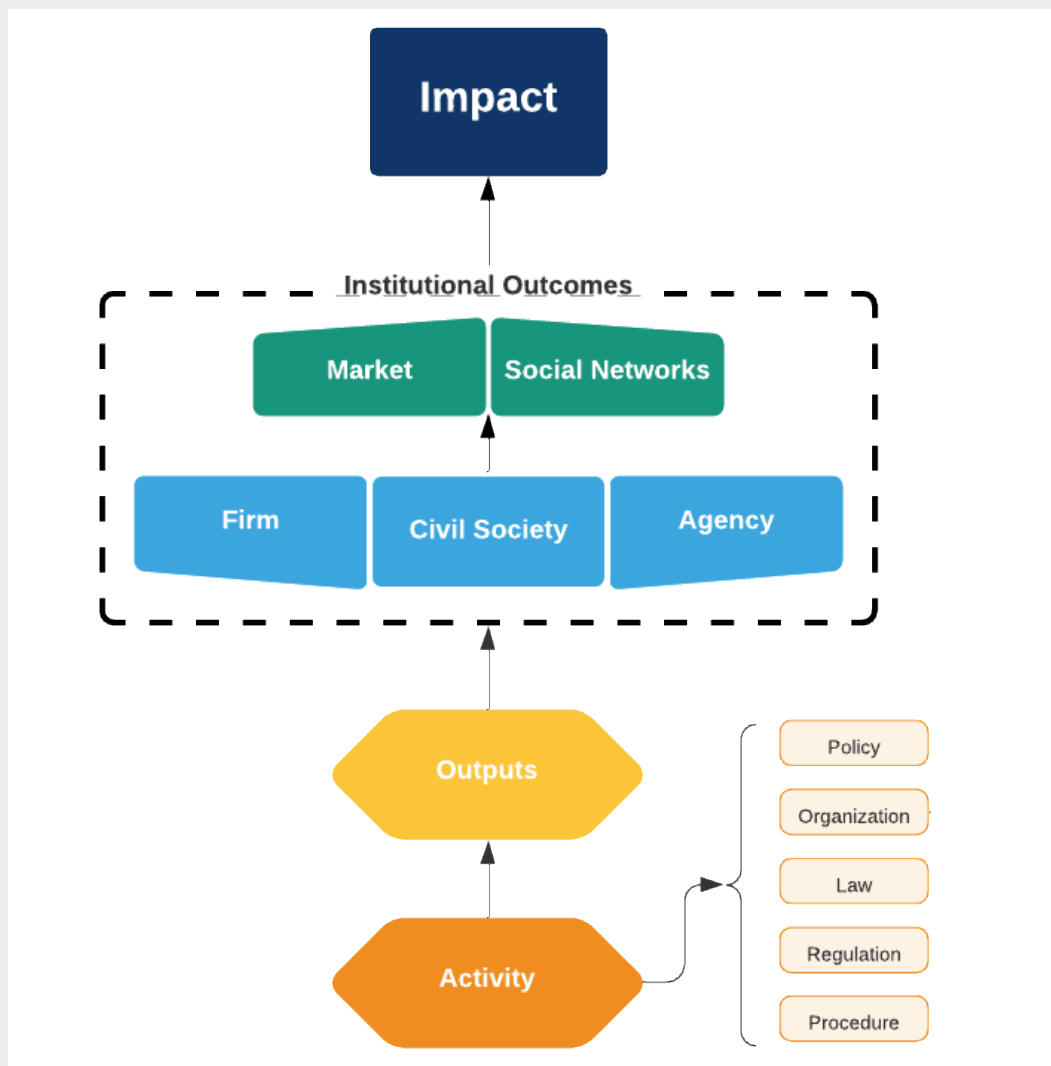 Impact
Institutional Outcomes
Market
Social Networks
Firm
Civil Society
Agency
Outputs
Policy
Organization
Law
Regulation
Activity
Procedure